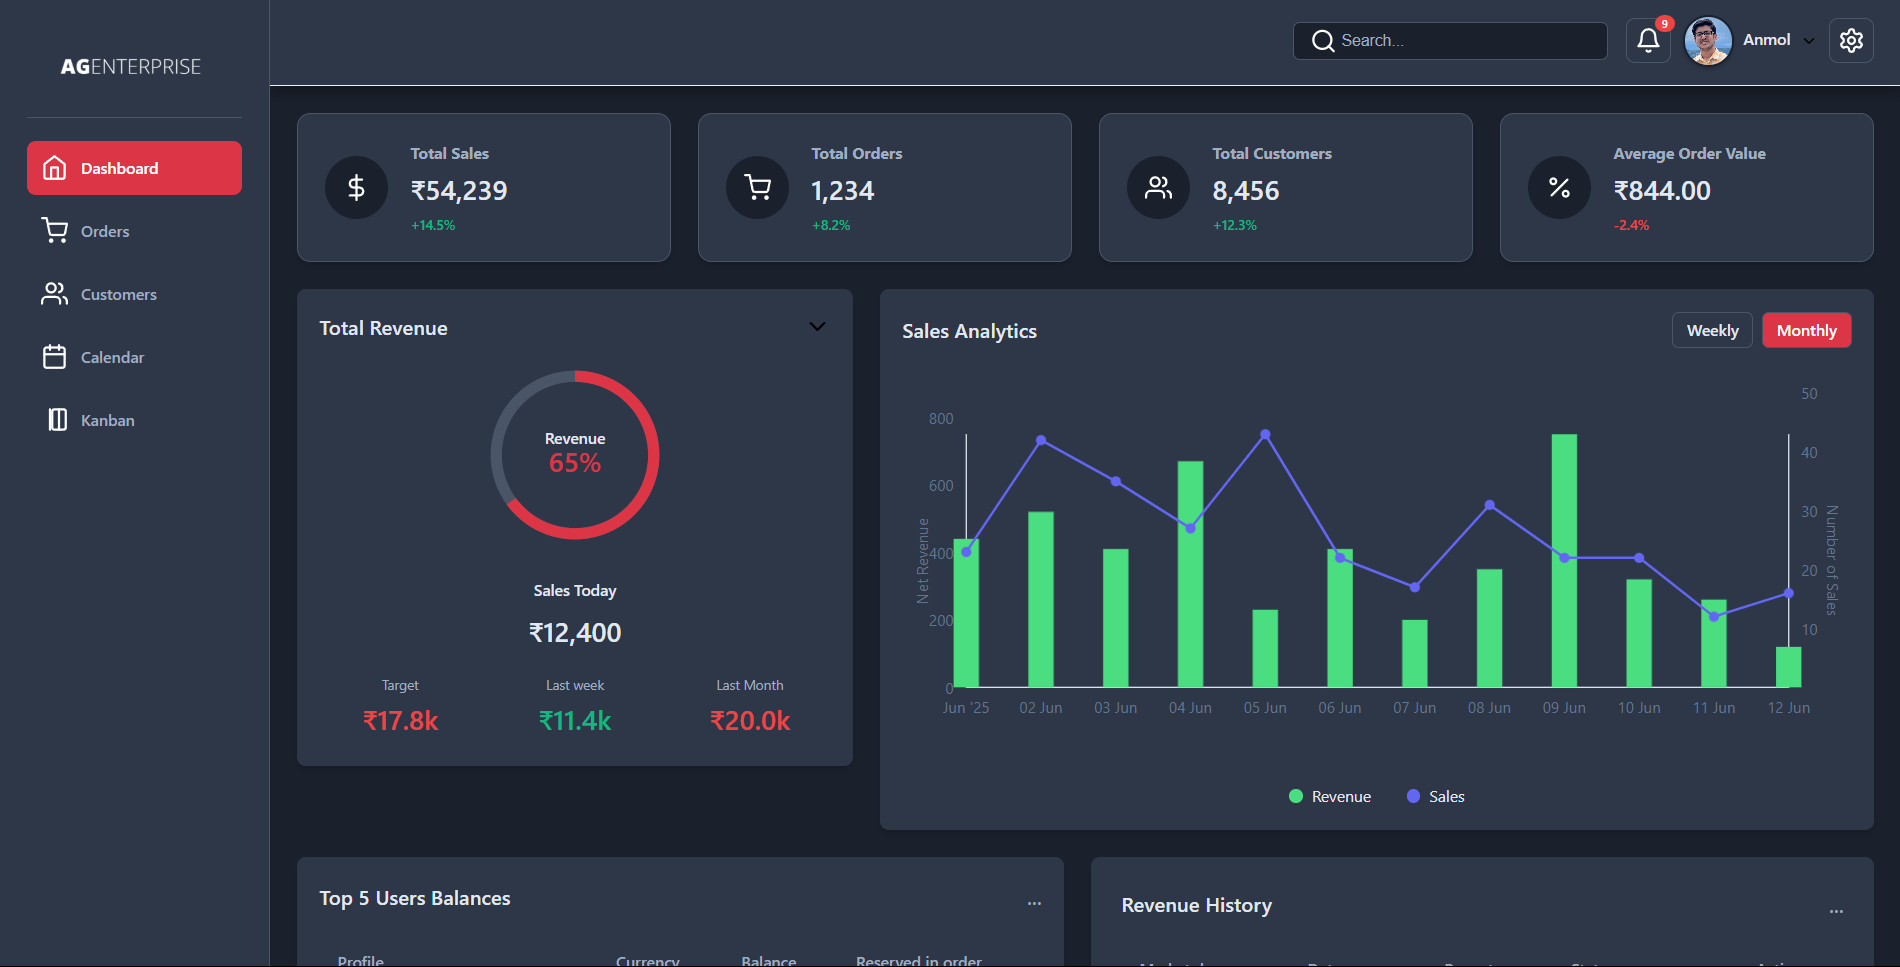 AGENTERPRISE
Search...
9
Anmol
Dashboard
Orders
Customers
Calendar
Kanban
Total Sales
₹54,239
+14.5%
Total Orders
1,234
+8.2%
Total Customers
8,456
+12.3%
Average Order Value
₹844.00
-2.4%
Total Revenue
Revenue
65%
Sales Today
₹12,400
Target
₹17.8k
Last week
₹11.4k
Last Month
₹20.0k
Sales Analytics
Weekly
Monthly
800
600
400
200
0
Net Revenue
50
40
30
20
10
Number of Sales
Jun '25
02 Jun
03 Jun
04 Jun
05 Jun
06 Jun
07 Jun
08 Jun
09 Jun
10 Jun
11 Jun
12 Jun
Revenue
Sales
Top 5 Users Balances
...
Profile
Currency
Balance
Reserved in order
Revenue History
...